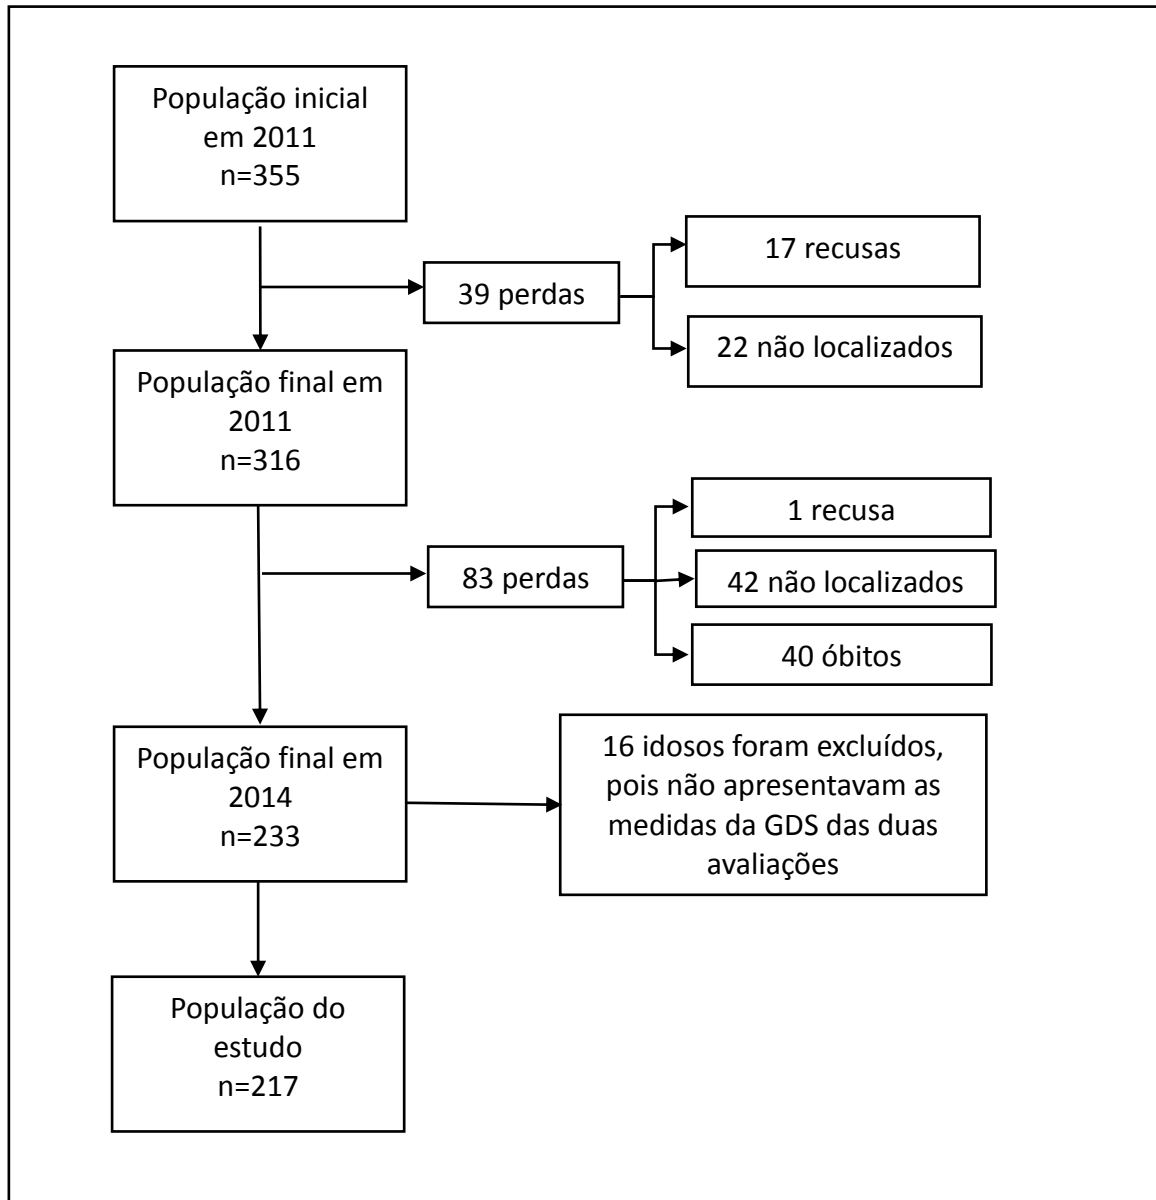 População inicial
em 2011
n=355
17 recusas
39 perdas
22 não localizados
População final em
2011
n=316
1 recusa
83 perdas
42 não localizados
40 óbitos
População final em
2014
n=233
16 idosos foram excluídos,
pois não apresentavam as
medidas da GDS das duas
avaliações
População do
estudo
n=217